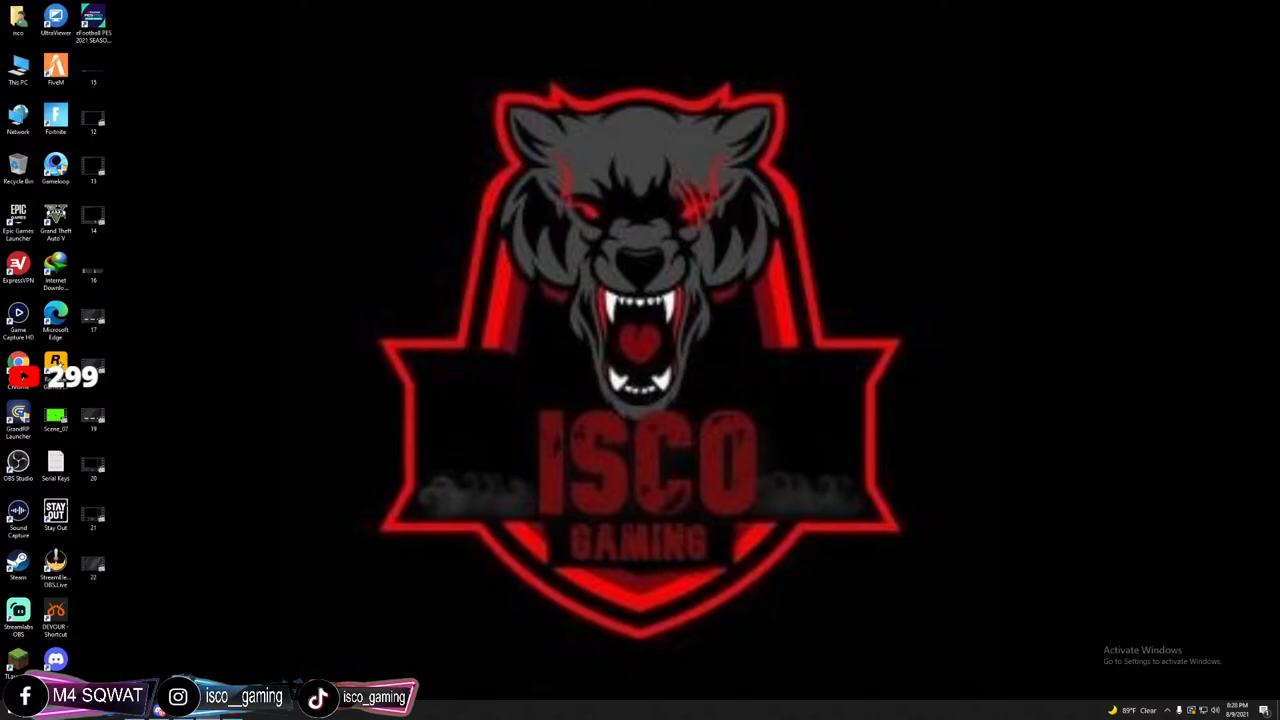 isco
UltraViewer
eFootball PES
2021 SEASO...
This PC
FiveM
15
Network
Fortnite
12
Recycle Bin
Gameloop
13
Epic Games
Launcher
Grand Theft
Auto V
14
ExpressVPN
Internet
Downlo...
16
Game
Capture HD
Microsoft
Edge
17
299
GrandRP
Launcher
Scene_07
19
OBS Studio
Serial Keys
20
Sound
Capture
STAY
OUT
Stay Out
21
Steam
StreamEle...
OBS.Live
22
Streamlabs
OBS
DEVOUR -
Shortcut
ISCO
GAMING
Activate Windows
Go to Settings to activate Windows.
M4 SQWAT
isco__gaming
isco_gaming
89°F Clear
8:28 PM
8/9/2021